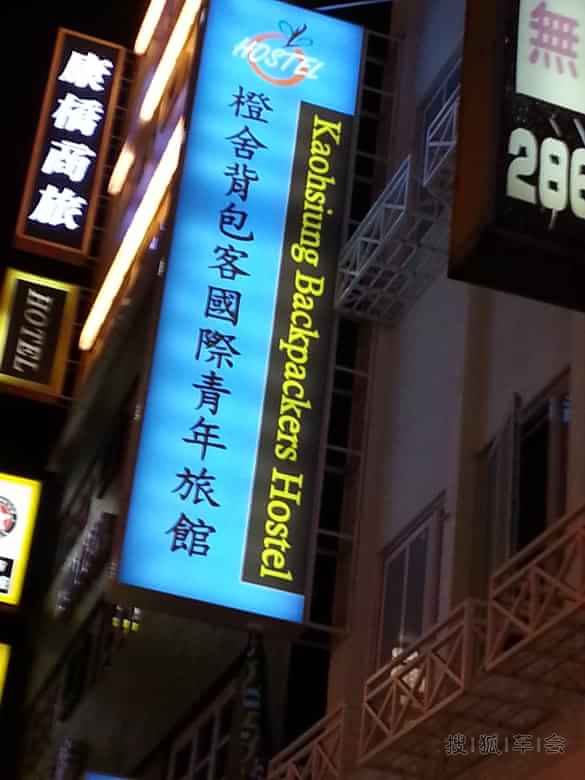 康橋商旅
HOTEL
HOSTEL
橙舍背包客國際青年旅館
Kaohsiung Backpackers Hostel
無
286
搜狐车会